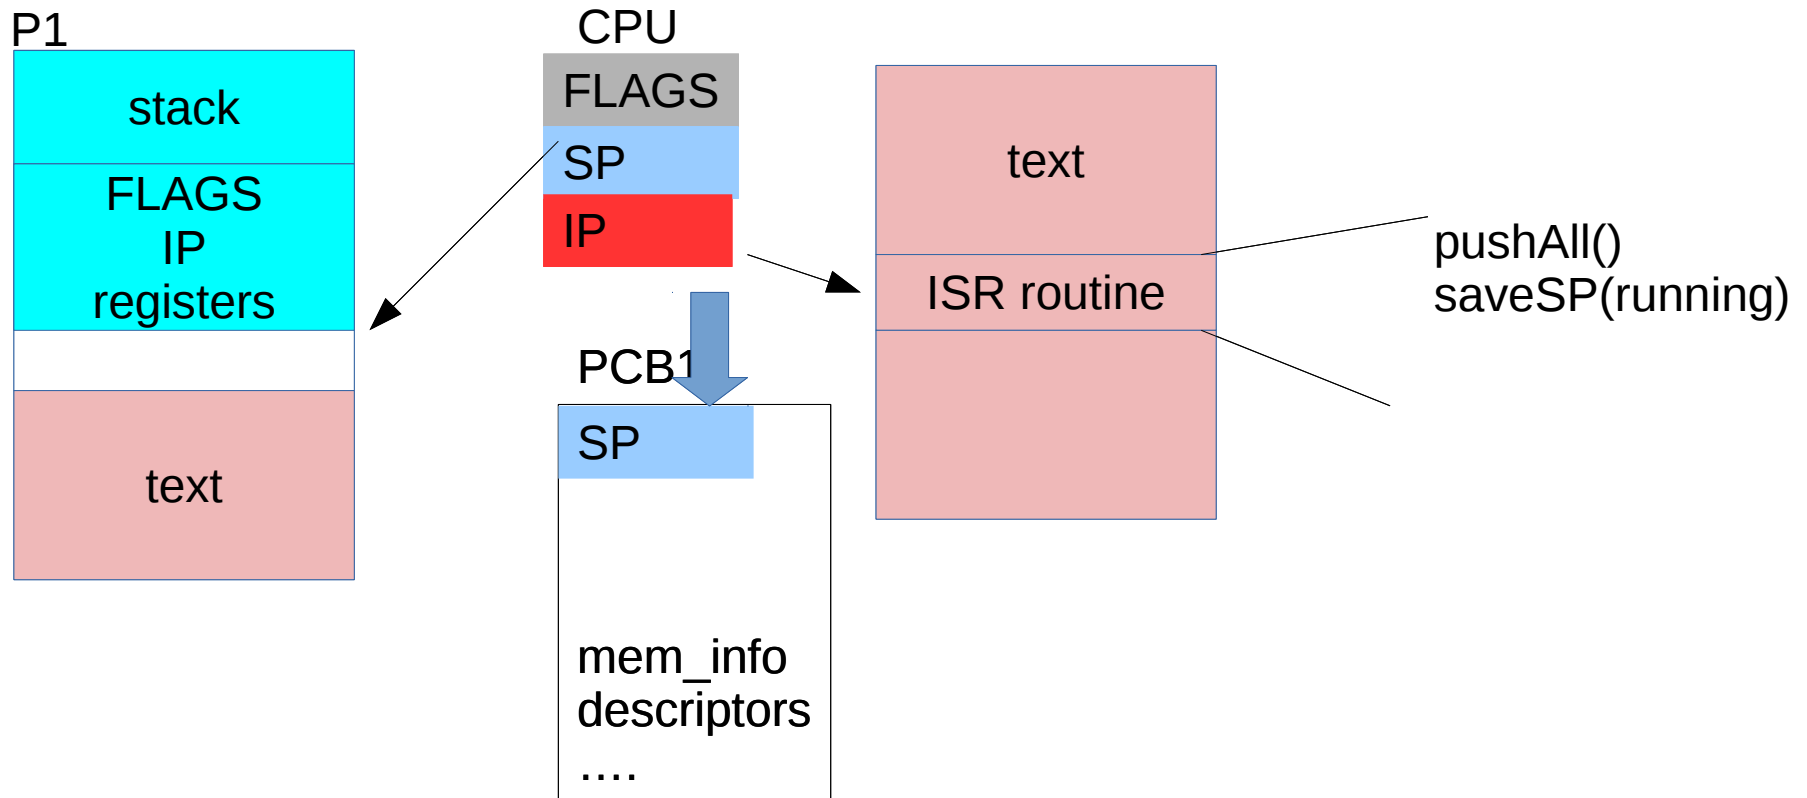 P1
stack
FLAGS
IP
registers
text
CPU
FLAGS
SP
IP
PCB1
SP
mem_info
descriptors
....
text
ISR routine
pushAll()
saveSP(running)